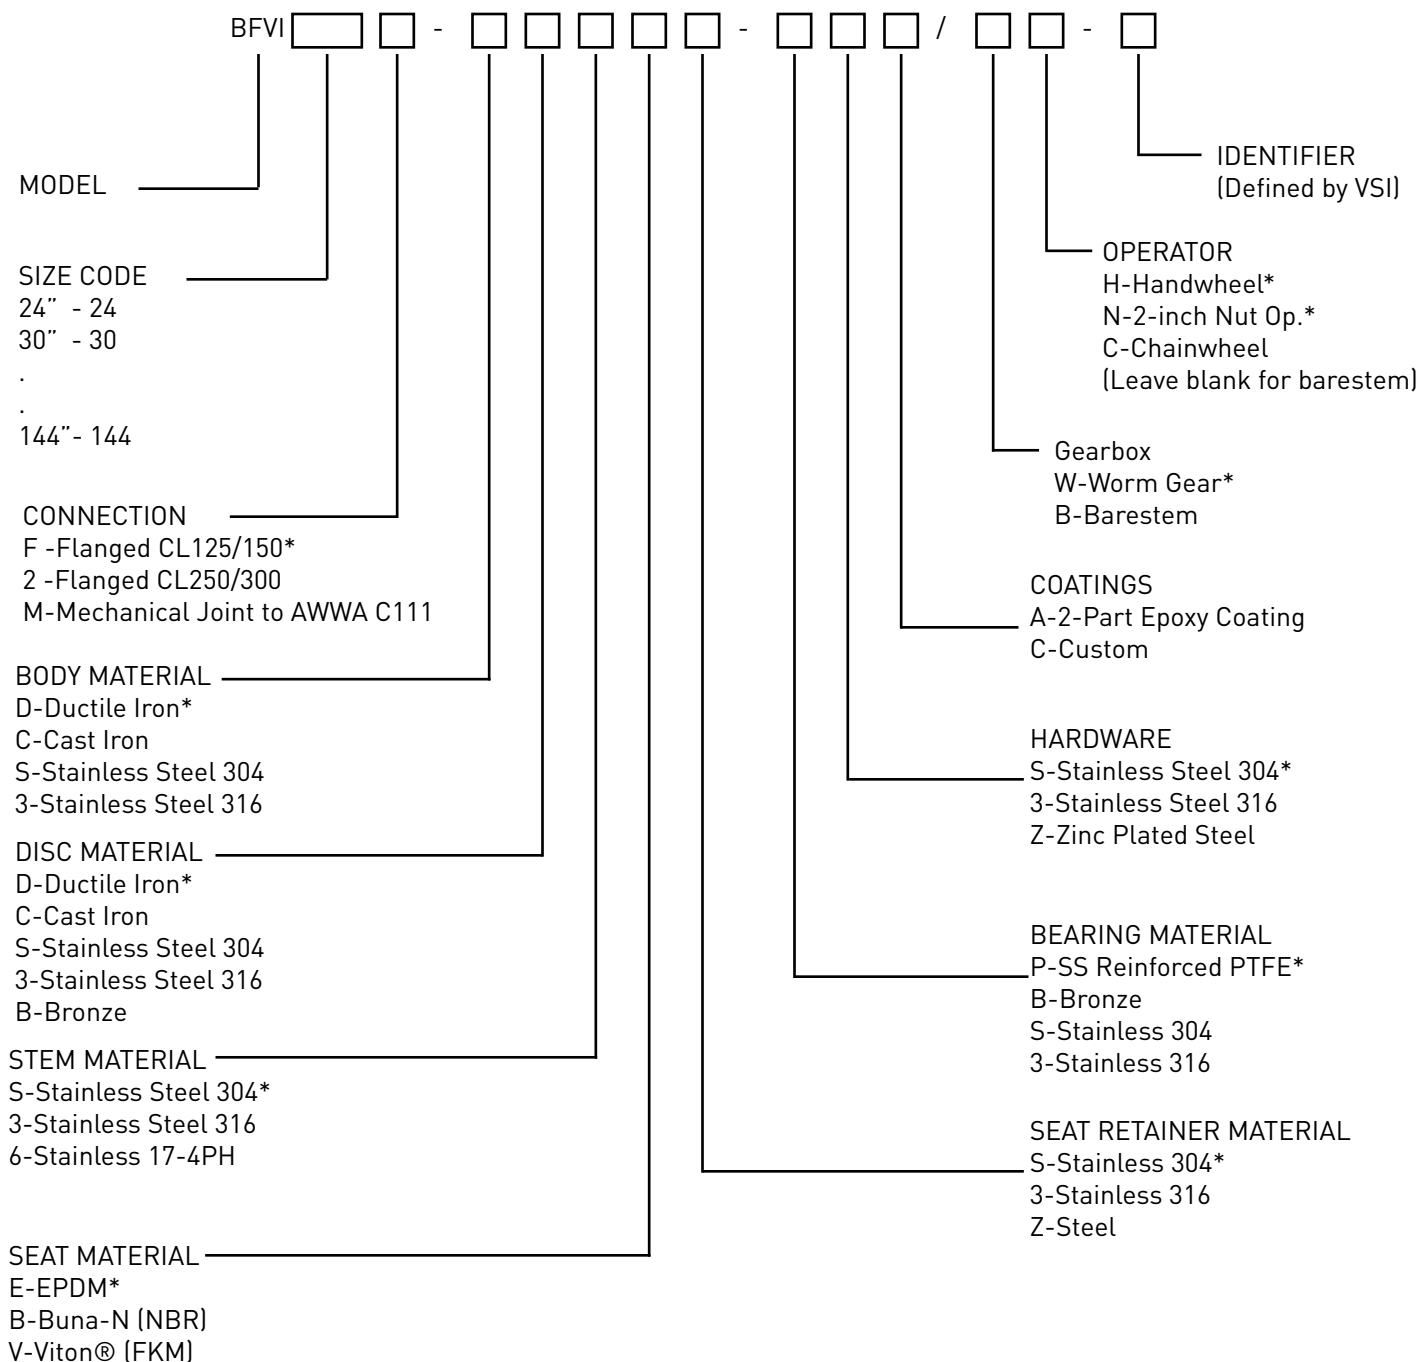 BFVI - - / -
MODEL
SIZE CODE
24” - 24
30” - 30
.
.
144”- 144
CONNECTION
F -Flanged CL125/150*
2 -Flanged CL250/300
M-Mechanical Joint to AWWA C111
BODY MATERIAL
D-Ductile Iron*
C-Cast Iron
S-Stainless Steel 304
3-Stainless Steel 316
DISC MATERIAL
D-Ductile Iron*
C-Cast Iron
S-Stainless Steel 304
3-Stainless Steel 316
B-Bronze
STEM MATERIAL
S-Stainless Steel 304*
3-Stainless Steel 316
6-Stainless 17-4PH
SEAT MATERIAL
E-EPDM*
B-Buna-N (NBR)
V-Viton® (FKM)
IDENTIFIER
(Defined by VSI)
OPERATOR
H-Handwheel*
N-2-inch Nut Op.*
C-Chainwheel
(Leave blank for barestem)
Gearbox
W-Worm Gear*
B-Barestem
COATINGS
A-2-Part Epoxy Coating
C-Custom
HARDWARE
S-Stainless Steel 304*
3-Stainless Steel 316
Z-Zinc Plated Steel
BEARING MATERIAL
P-SS Reinforced PTFE*
B-Bronze
S-Stainless 304
3-Stainless 316
SEAT RETAINER MATERIAL
S-Stainless 304*
3-Stainless 316
Z-Steel